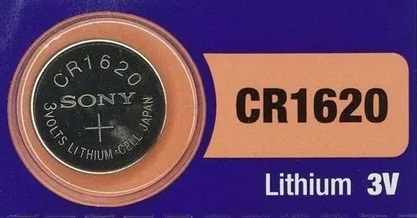 CR1620
SONY
+
3VOLTS LITHIUM-CELL JAPAN
CR1620
Lithium 3V